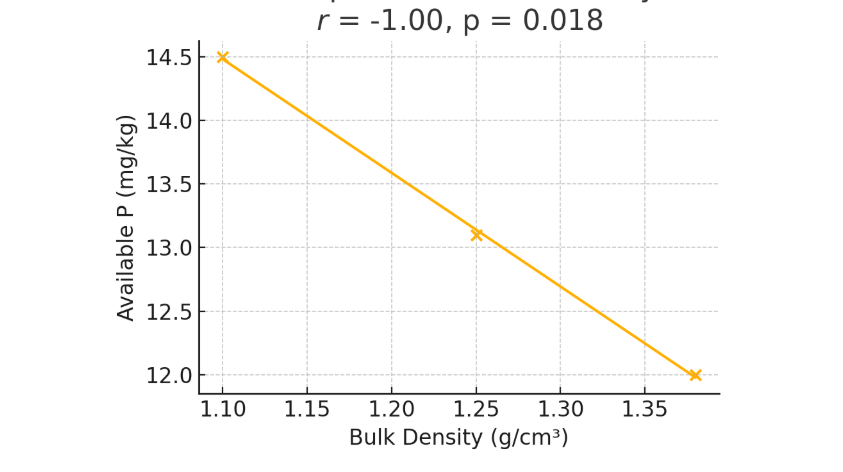 r = -1.00, p = 0.018
14.5
14.0
13.5
13.0
12.5
12.0
Available P (mg/kg)
1.10 1.15 1.20 1.25 1.30 1.35
Bulk Density (g/cm³)